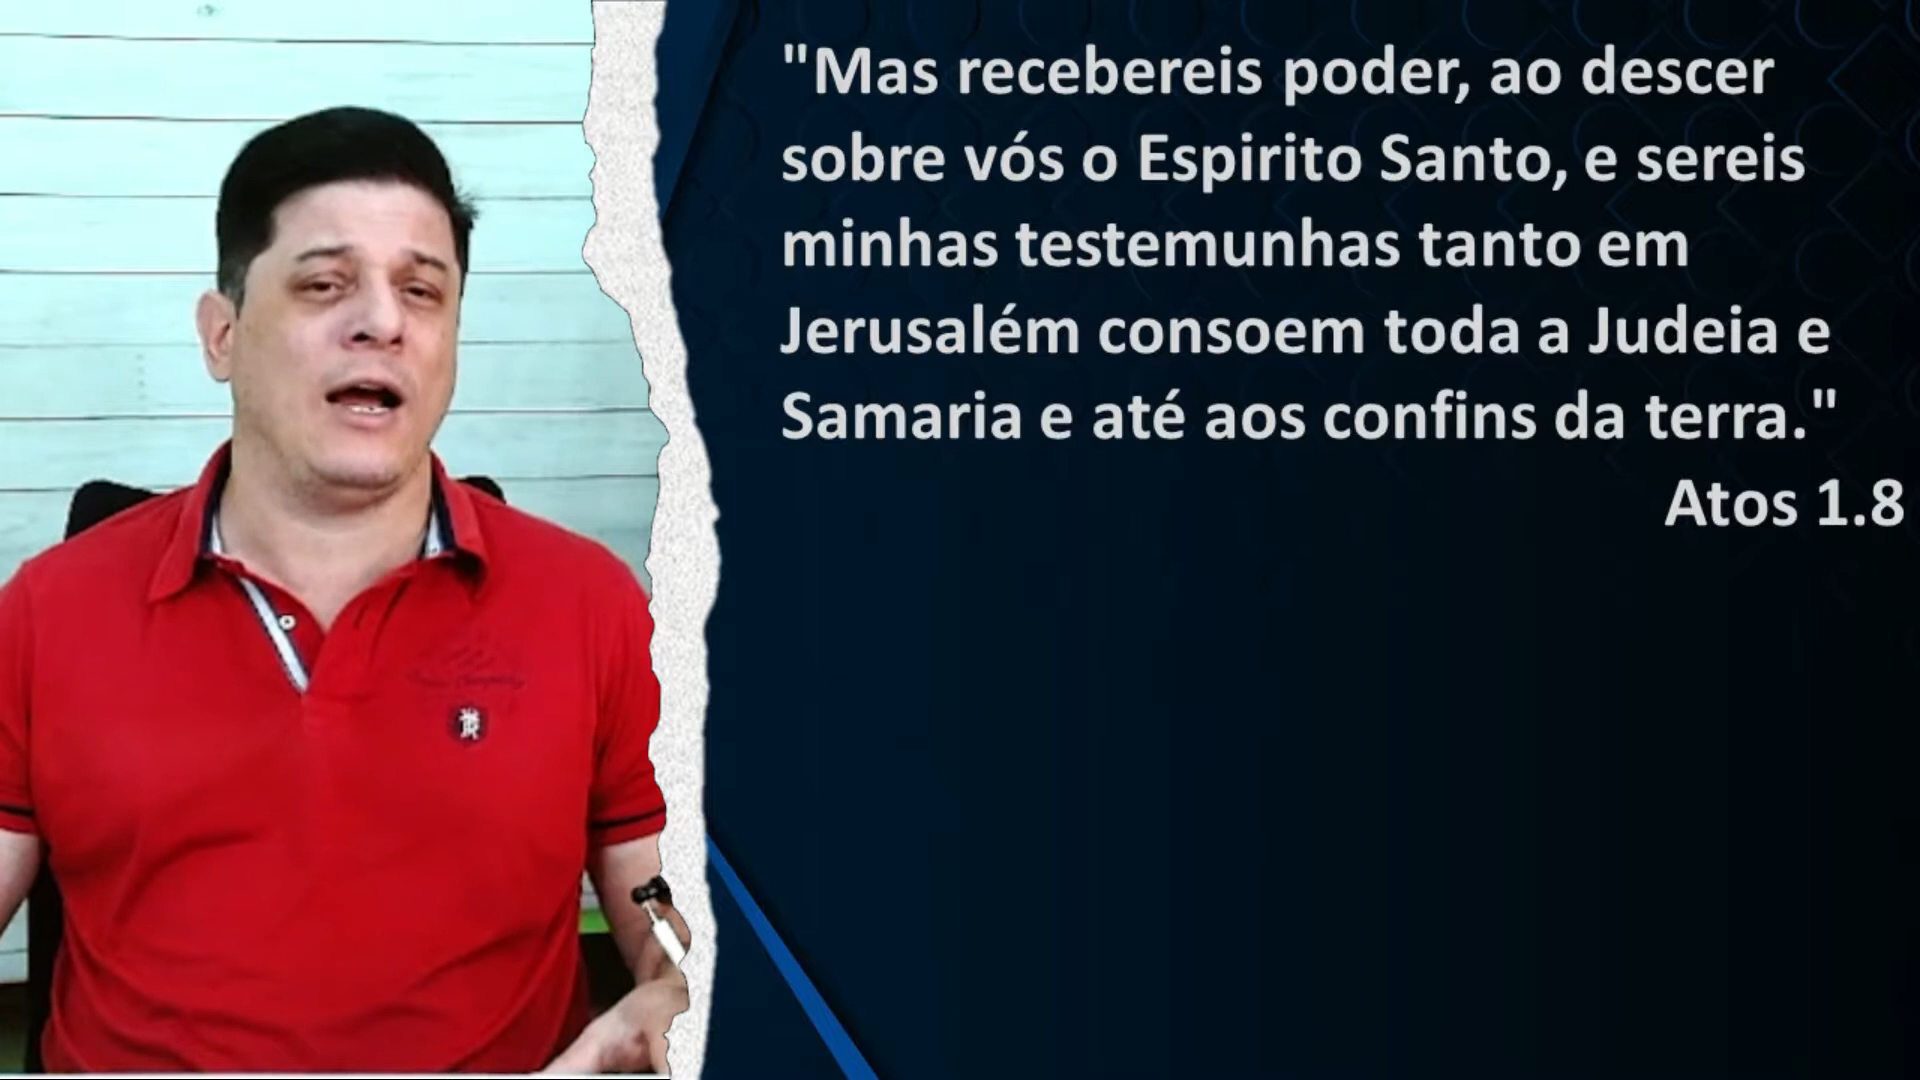 "Mas recebereis poder, ao descer
sobre vós o Espirito Santo, e sereis
minhas testemunhas tanto em
Jerusalém consoem toda a Judeia e
Samaria e até aos confins da terra."
Atos 1.8